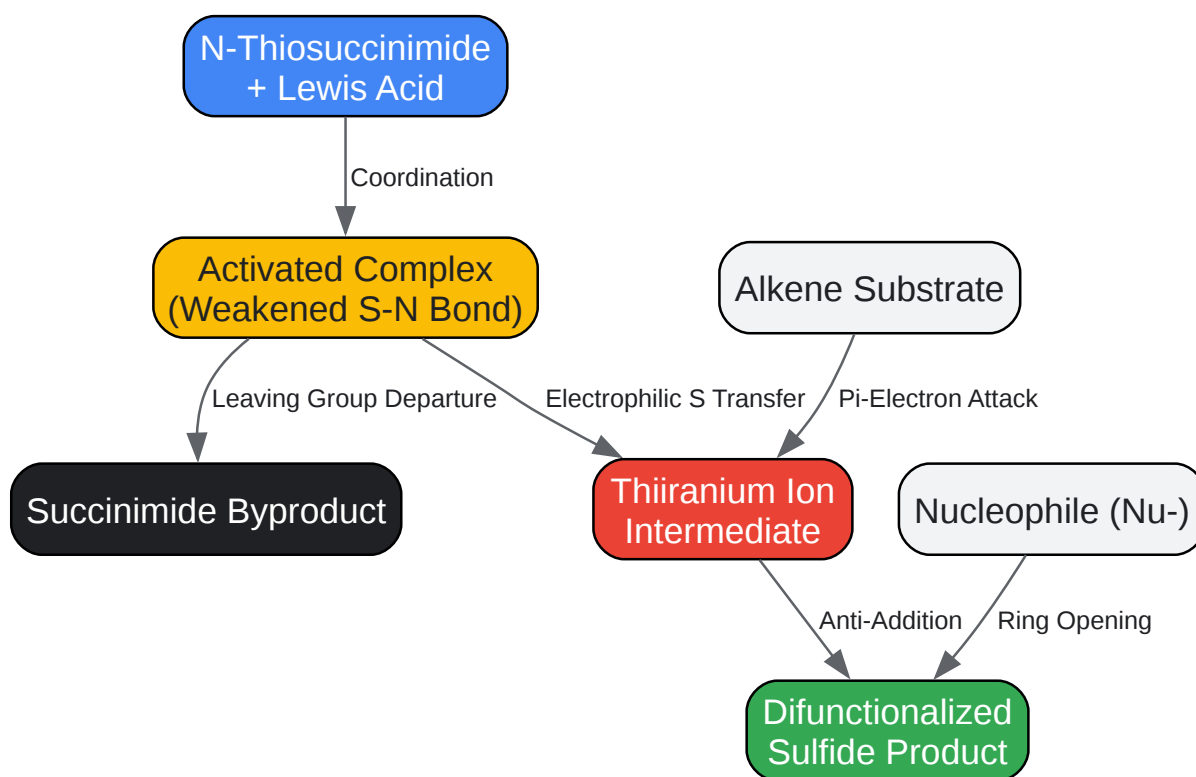 N-Thiosuccinimide
+ Lewis Acid
Coordination
Activated Complex
(Weakened S-N Bond)
Alkene Substrate
Leaving Group Departure
Electrophilic S Transfer
Pi-Electron Attack
Succinimide Byproduct
Thiiranium Ion
Intermediate
Nucleophile (Nu-)
Anti-Addition
Ring Opening
Difunctionalized
Sulfide Product